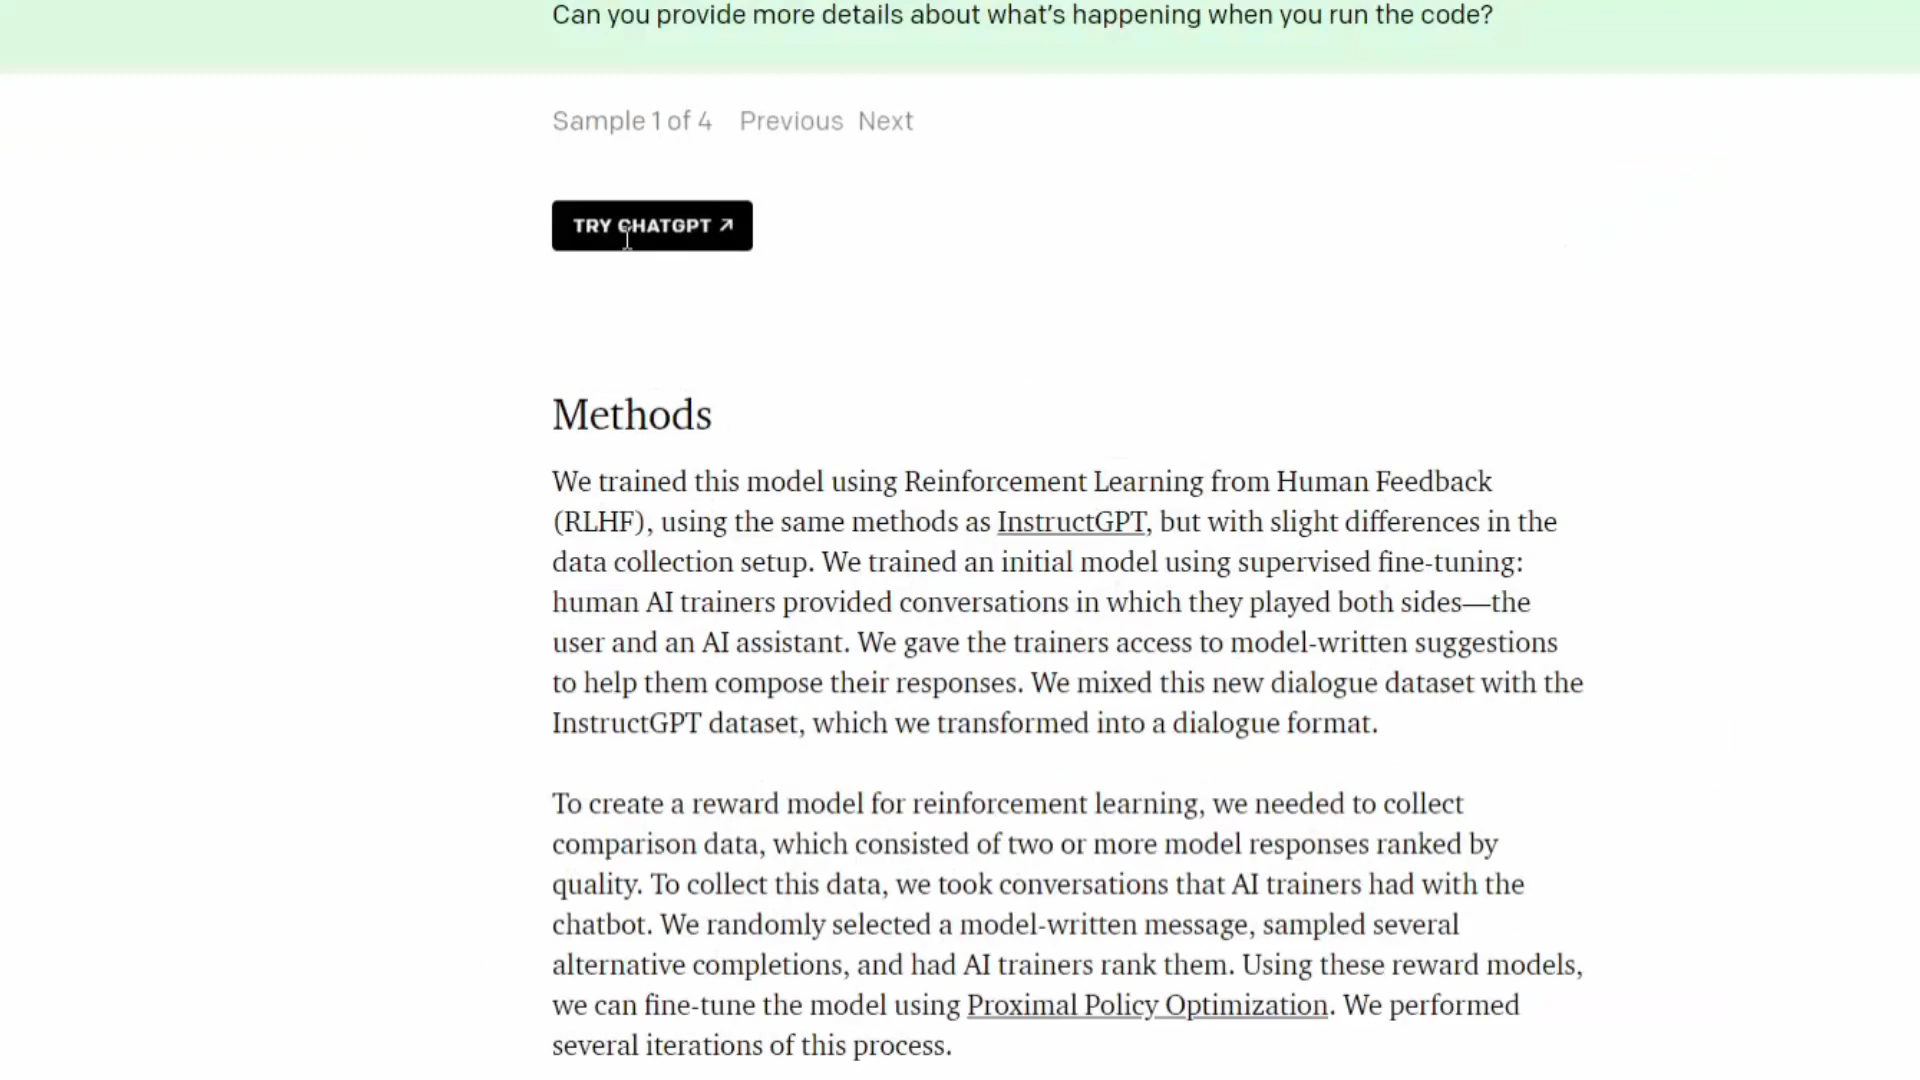 Can you provide more details about what's happening when you run the code?
Sample 1 of 4 Previous Next
TRY CHATGPT ↗
Methods
We trained this model using Reinforcement Learning from Human Feedback
(RLHF), using the same methods as InstructGPT, but with slight differences in the
data collection setup. We trained an initial model using supervised fine-tuning:
human AI trainers provided conversations in which they played both sides—the
user and an AI assistant. We gave the trainers access to model-written suggestions
to help them compose their responses. We mixed this new dialogue dataset with the
InstructGPT dataset, which we transformed into a dialogue format.
To create a reward model for reinforcement learning, we needed to collect
comparison data, which consisted of two or more model responses ranked by
quality. To collect this data, we took conversations that AI trainers had with the
chatbot. We randomly selected a model-written message, sampled several
alternative completions, and had AI trainers rank them. Using these reward models,
we can fine-tune the model using Proximal Policy Optimization. We performed
several iterations of this process.